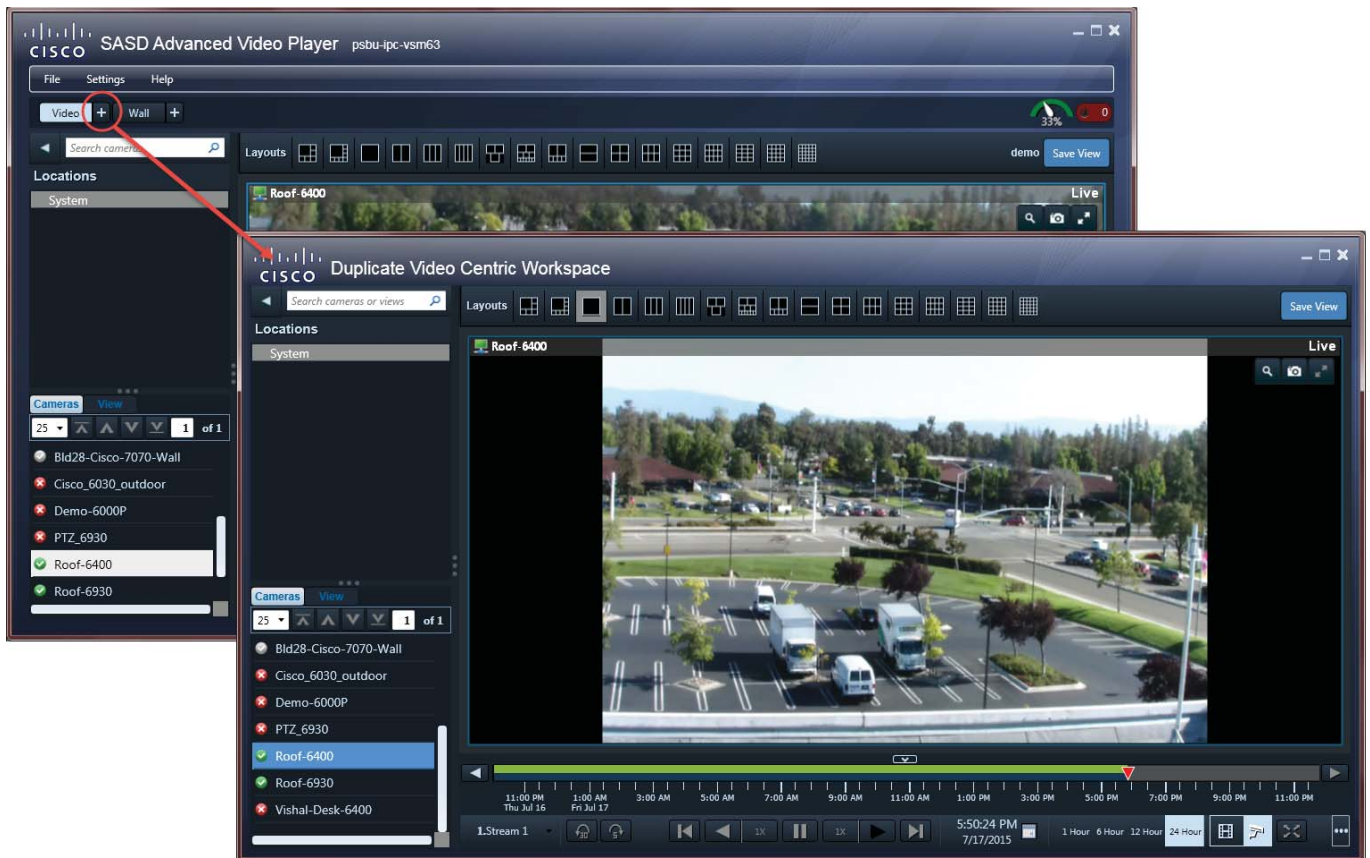 CISCO SASD Advanced Video Player psbu-ipc-vsm63
File Settings Help
Video + Wall +
33% 0
Search camera
Layouts
demo Save View
Locations
System
Roof-6400 Live
Cameras View
25 1 of 1
Bld28-Cisco-7070-Wall
Cisco_6030_outdoor
Demo-6000P
PTZ_6930
Roof-6400
Roof-6930
CISCO Duplicate Video Centric Workspace
Search cameras or views
Layouts
Save View
Locations
System
Roof-6400 Live
Cameras View
25 1 of 1
Bld28-Cisco-7070-Wall
Cisco_6030_outdoor
Demo-6000P
PTZ_6930
Roof-6400
Roof-6930
Vishal-Desk-6400
11:00 PM 1:00 AM 3:00 AM 5:00 AM 7:00 AM 9:00 AM 11:00 AM 1:00 PM 3:00 PM 5:00 PM 7:00 PM 9:00 PM 11:00 PM
Thu Jul 16 Fri Jul 17
1.Stream 1 30 5 1X 1X 5:50:24 PM 1 Hour 6 Hour 12 Hour 24 Hour
7/17/2015